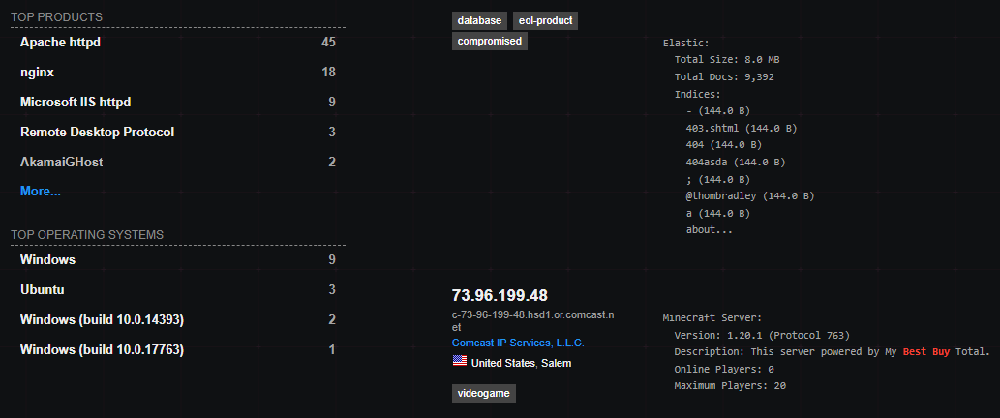 TOP PRODUCTS
Apache httpd 45
nginx 18
Microsoft IIS httpd 9
Remote Desktop Protocol 3
AkamaiGHost 2
More...
TOP OPERATING SYSTEMS
Windows 9
Ubuntu 3
Windows (build 10.0.14393) 2
Windows (build 10.0.17763) 1
database eol-product
compromised
Elastic:
Total Size: 8.0 MB
Total Docs: 9,392
Indices:
- (144.0 B)
403.shtml (144.0 B)
404 (144.0 B)
404asda (144.0 B)
; (144.0 B)
@thombradley (144.0 B)
a (144.0 B)
about...
73.96.199.48
c-73-96-199-48.hsd1.or.comcast.n
et
Comcast IP Services, L.L.C.
United States, Salem
videogame
Minecraft Server:
Version: 1.20.1 (Protocol 763)
Description: This server powered by My Best Buy Total.
Online Players: 0
Maximum Players: 20